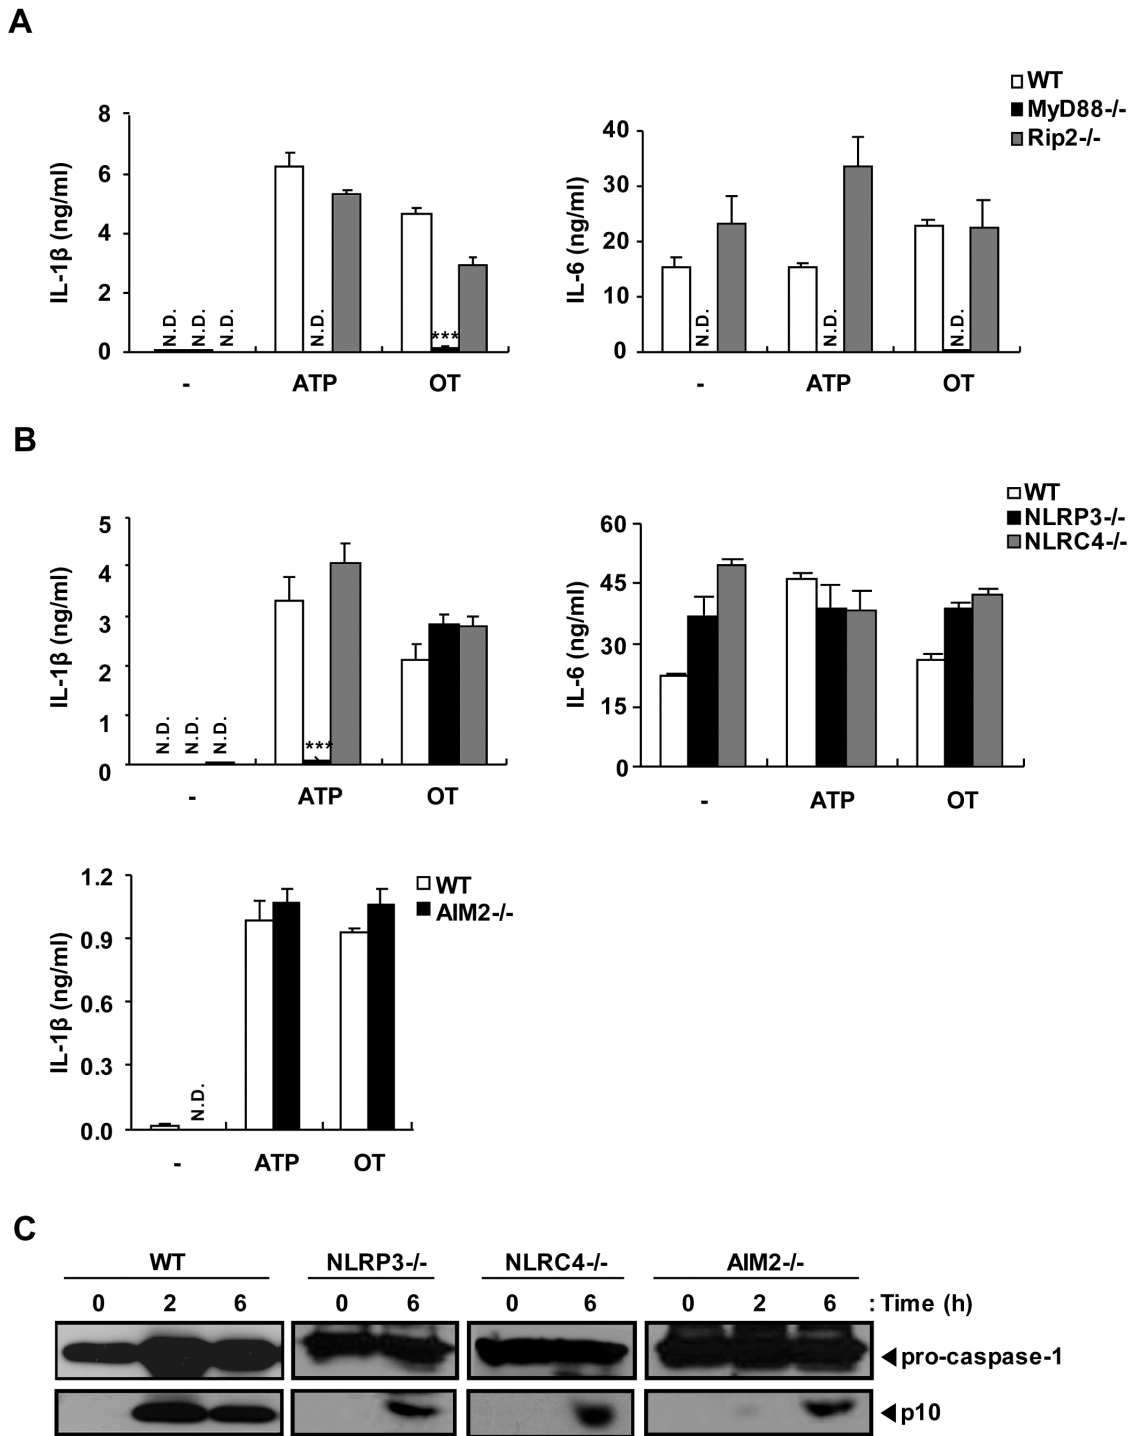 A
WT
MyD88-/-
Rip2-/-
IL-1β (ng/ml)
8
6
4
2
0
N.D.
N.D.
N.D.
N.D.
***
- ATP OT
IL-6 (ng/ml)
40
30
20
10
0
N.D.
N.D.
N.D.
- ATP OT
B
WT
NLRP3-/-
NLRC4-/-
IL-1β (ng/ml)
5
4
3
2
1
0
N.D.
N.D.
N.D.
***
- ATP OT
IL-6 (ng/ml)
60
45
30
15
0
- ATP OT
WT
AIM2-/-
IL-1β (ng/ml)
1.2
0.9
0.6
0.3
0.0
N.D.
- ATP OT
C
WT NLRP3-/- NLRC4-/- AIM2-/-
0 2 6 0 6 0 6 0 2 6 : Time (h)
◀pro-caspase-1
◀p10